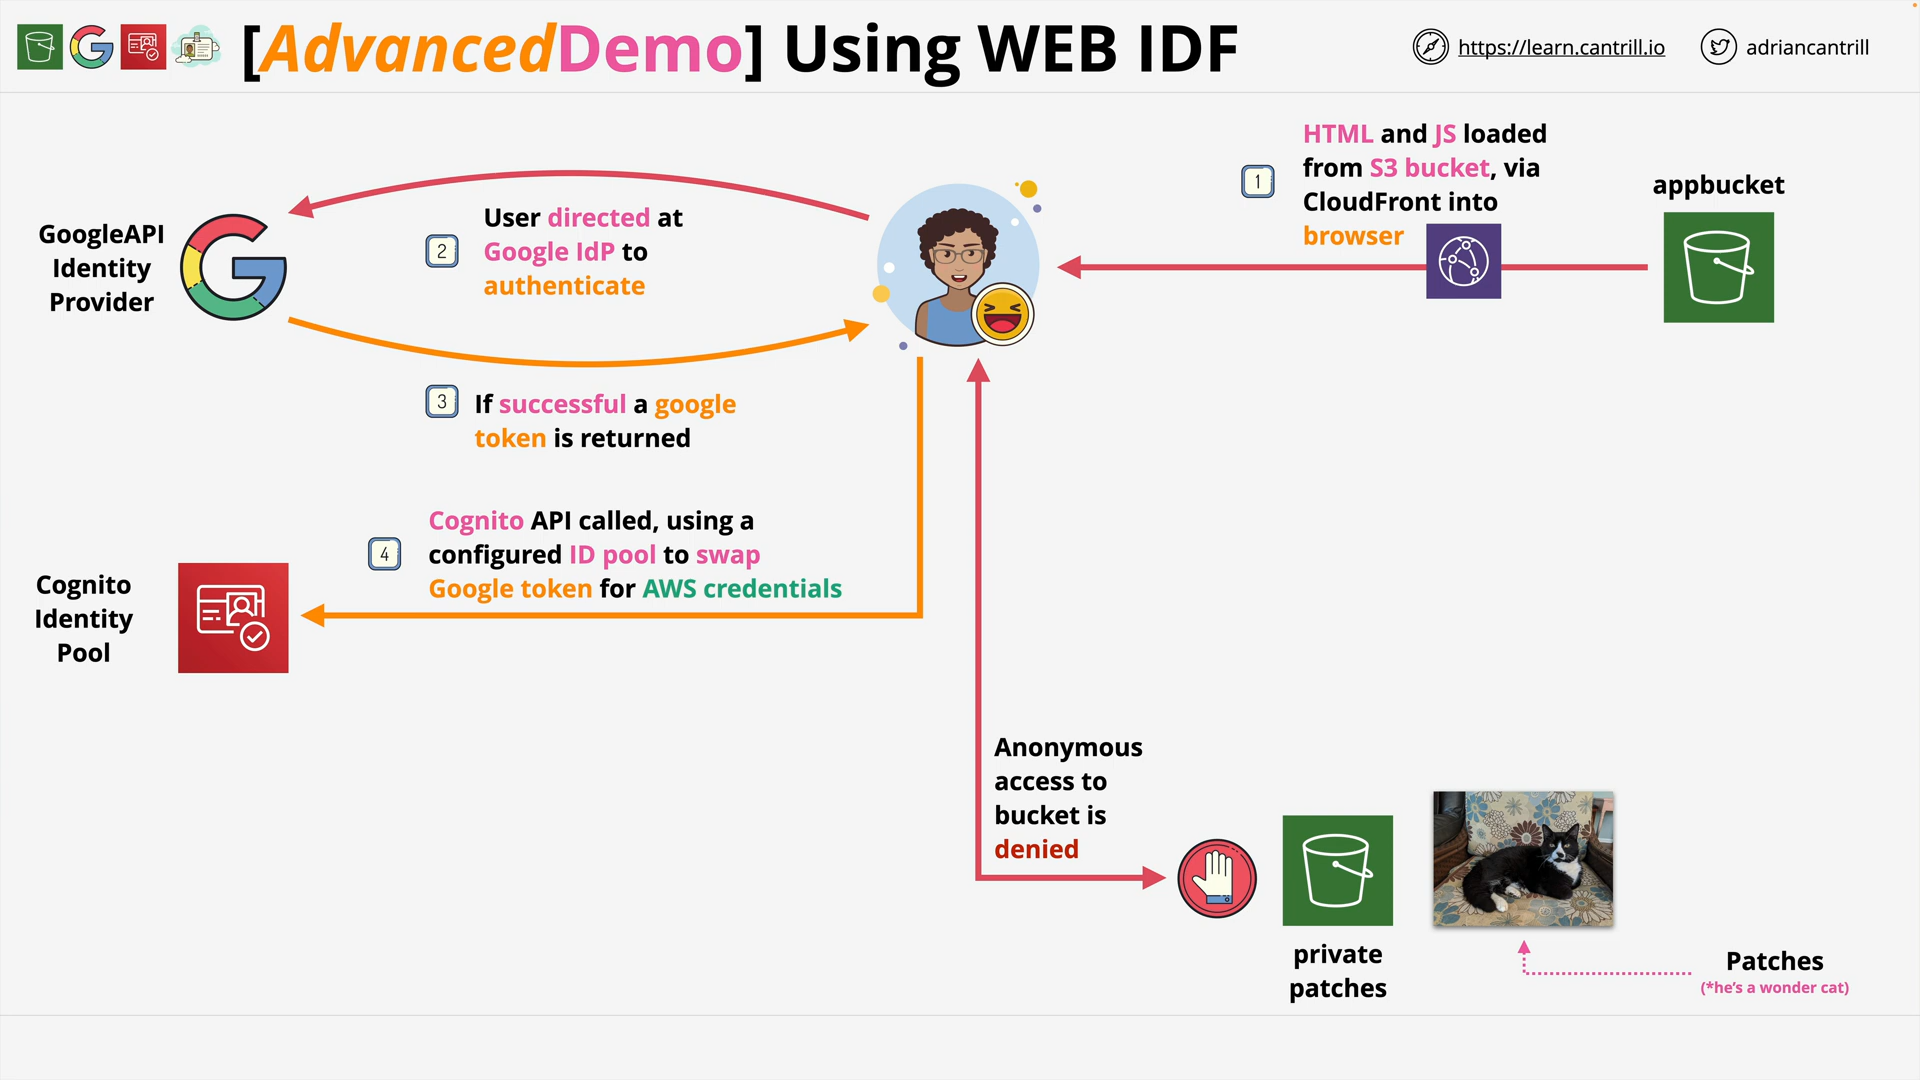 [AdvancedDemo] Using WEB IDF
https://learn.cantrill.io
adriancantrill
HTML and JS loaded
from S3 bucket, via
CloudFront into
browser
1
appbucket
GoogleAPI
Identity
Provider
2
User directed at
Google IdP to
authenticate
3
If successful a google
token is returned
4
Cognito API called, using a
configured ID pool to swap
Google token for AWS credentials
Cognito
Identity
Pool
Anonymous
access to
bucket is
denied
private
patches
Patches
(*he's a wonder cat)